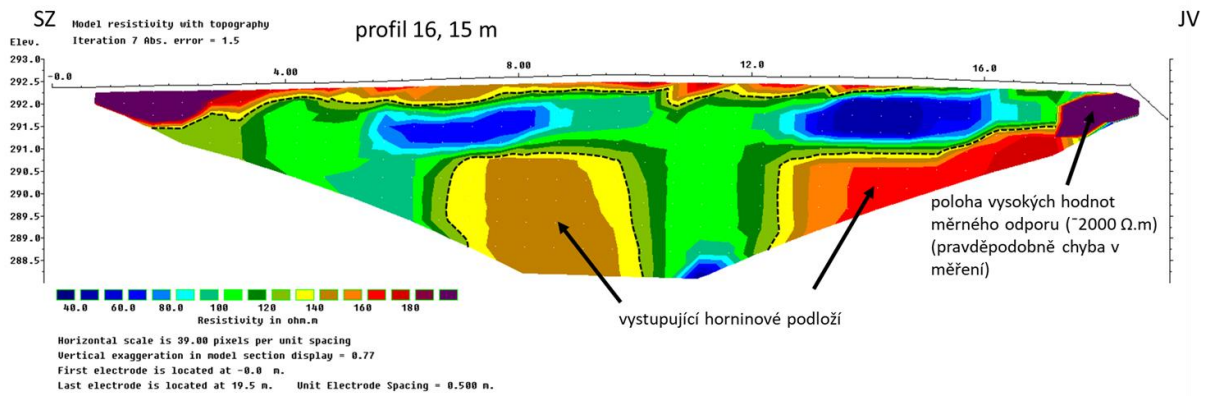 SZ
Model resistivity with topography
Iteration 7 Abs. error = 1.5
profil 16, 15 m
JV
Elev.
293.0
292.5
292.0
291.5
291.0
290.5
290.0
289.5
289.0
288.5
-0.0
4.00
8.00
12.0
16.0
m.
poloha vysokých hodnot
měrného odporu (¯2000 Ω.m)
(pravděpodobně chyba v
měření)
vystupující horninové podloží
40.0 60.0 80.0 100 120 140 160 180
Resistivity in ohm.m
Horizontal scale is 39.00 pixels per unit spacing
Vertical exaggeration in model section display = 0.77
First electrode is located at -0.0 m.
Last electrode is located at 19.5 m. Unit Electrode Spacing = 0.500 m.